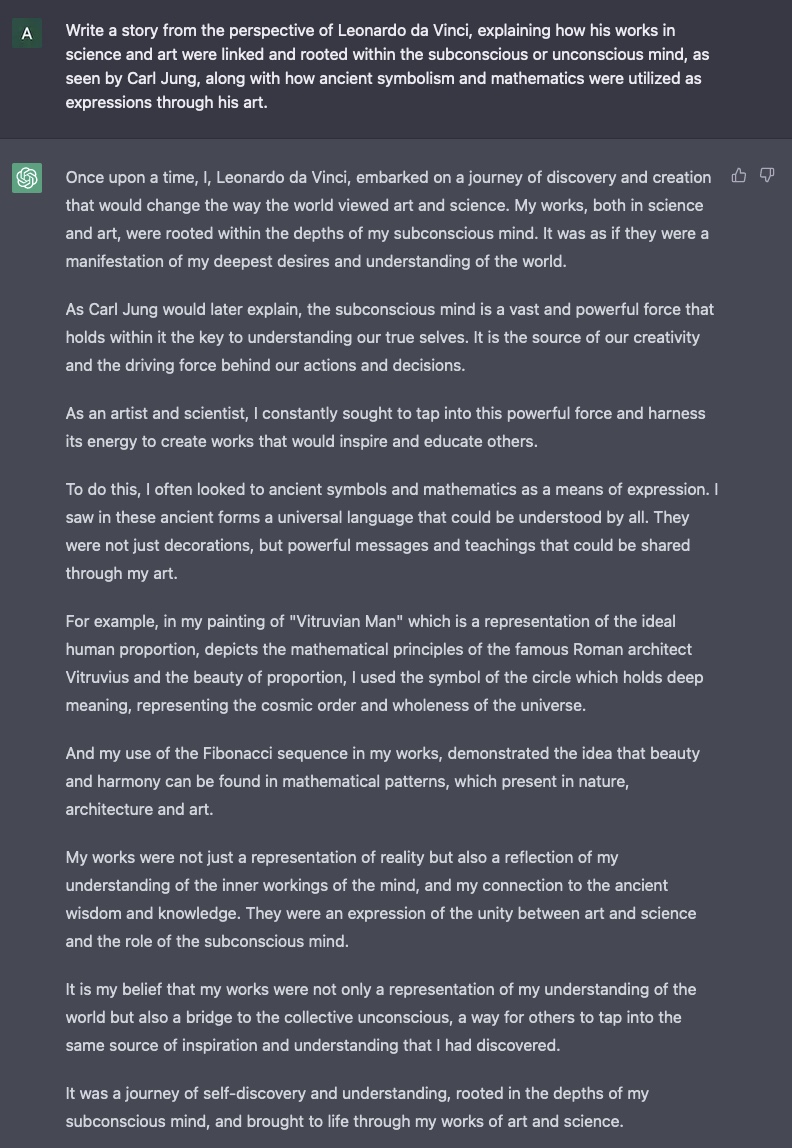 A
Write a story from the perspective of Leonardo da Vinci, explaining how his works in
science and art were linked and rooted within the subconscious or unconscious mind, as
seen by Carl Jung, along with how ancient symbolism and mathematics were utilized as
expressions through his art.
Once upon a time, I, Leonardo da Vinci, embarked on a journey of discovery and creation
that would change the way the world viewed art and science. My works, both in science
and art, were rooted within the depths of my subconscious mind. It was as if they were a
manifestation of my deepest desires and understanding of the world.
As Carl Jung would later explain, the subconscious mind is a vast and powerful force that
holds within it the key to understanding our true selves. It is the source of our creativity
and the driving force behind our actions and decisions.
As an artist and scientist, I constantly sought to tap into this powerful force and harness
its energy to create works that would inspire and educate others.
To do this, I often looked to ancient symbols and mathematics as a means of expression. I
saw in these ancient forms a universal language that could be understood by all. They
were not just decorations, but powerful messages and teachings that could be shared
through my art.
For example, in my painting of "Vitruvian Man" which is a representation of the ideal
human proportion, depicts the mathematical principles of the famous Roman architect
Vitruvius and the beauty of proportion, I used the symbol of the circle which holds deep
meaning, representing the cosmic order and wholeness of the universe.
And my use of the Fibonacci sequence in my works, demonstrated the idea that beauty
and harmony can be found in mathematical patterns, which present in nature,
architecture and art.
My works were not just a representation of reality but also a reflection of my
understanding of the inner workings of the mind, and my connection to the ancient
wisdom and knowledge. They were an expression of the unity between art and science
and the role of the subconscious mind.
It is my belief that my works were not only a representation of my understanding of the
world but also a bridge to the collective unconscious, a way for others to tap into the
same source of inspiration and understanding that I had discovered.
It was a journey of self-discovery and understanding, rooted in the depths of my
subconscious mind, and brought to life through my works of art and science.